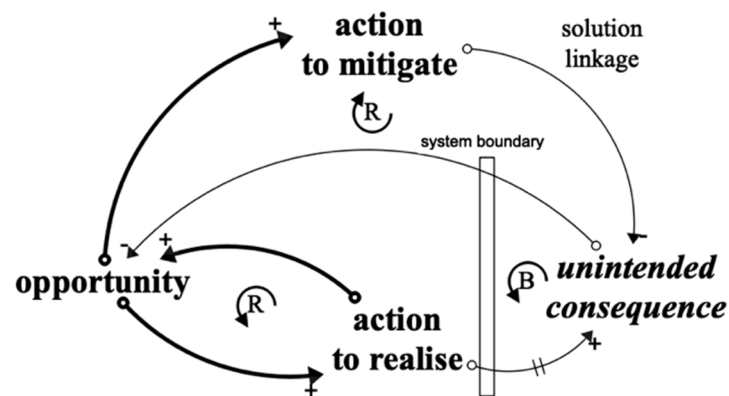 +
action
to mitigate
solution
linkage
R
system boundary
-
+
-
opportunity
R
B
unintended
consequence
action
to realise
+
+